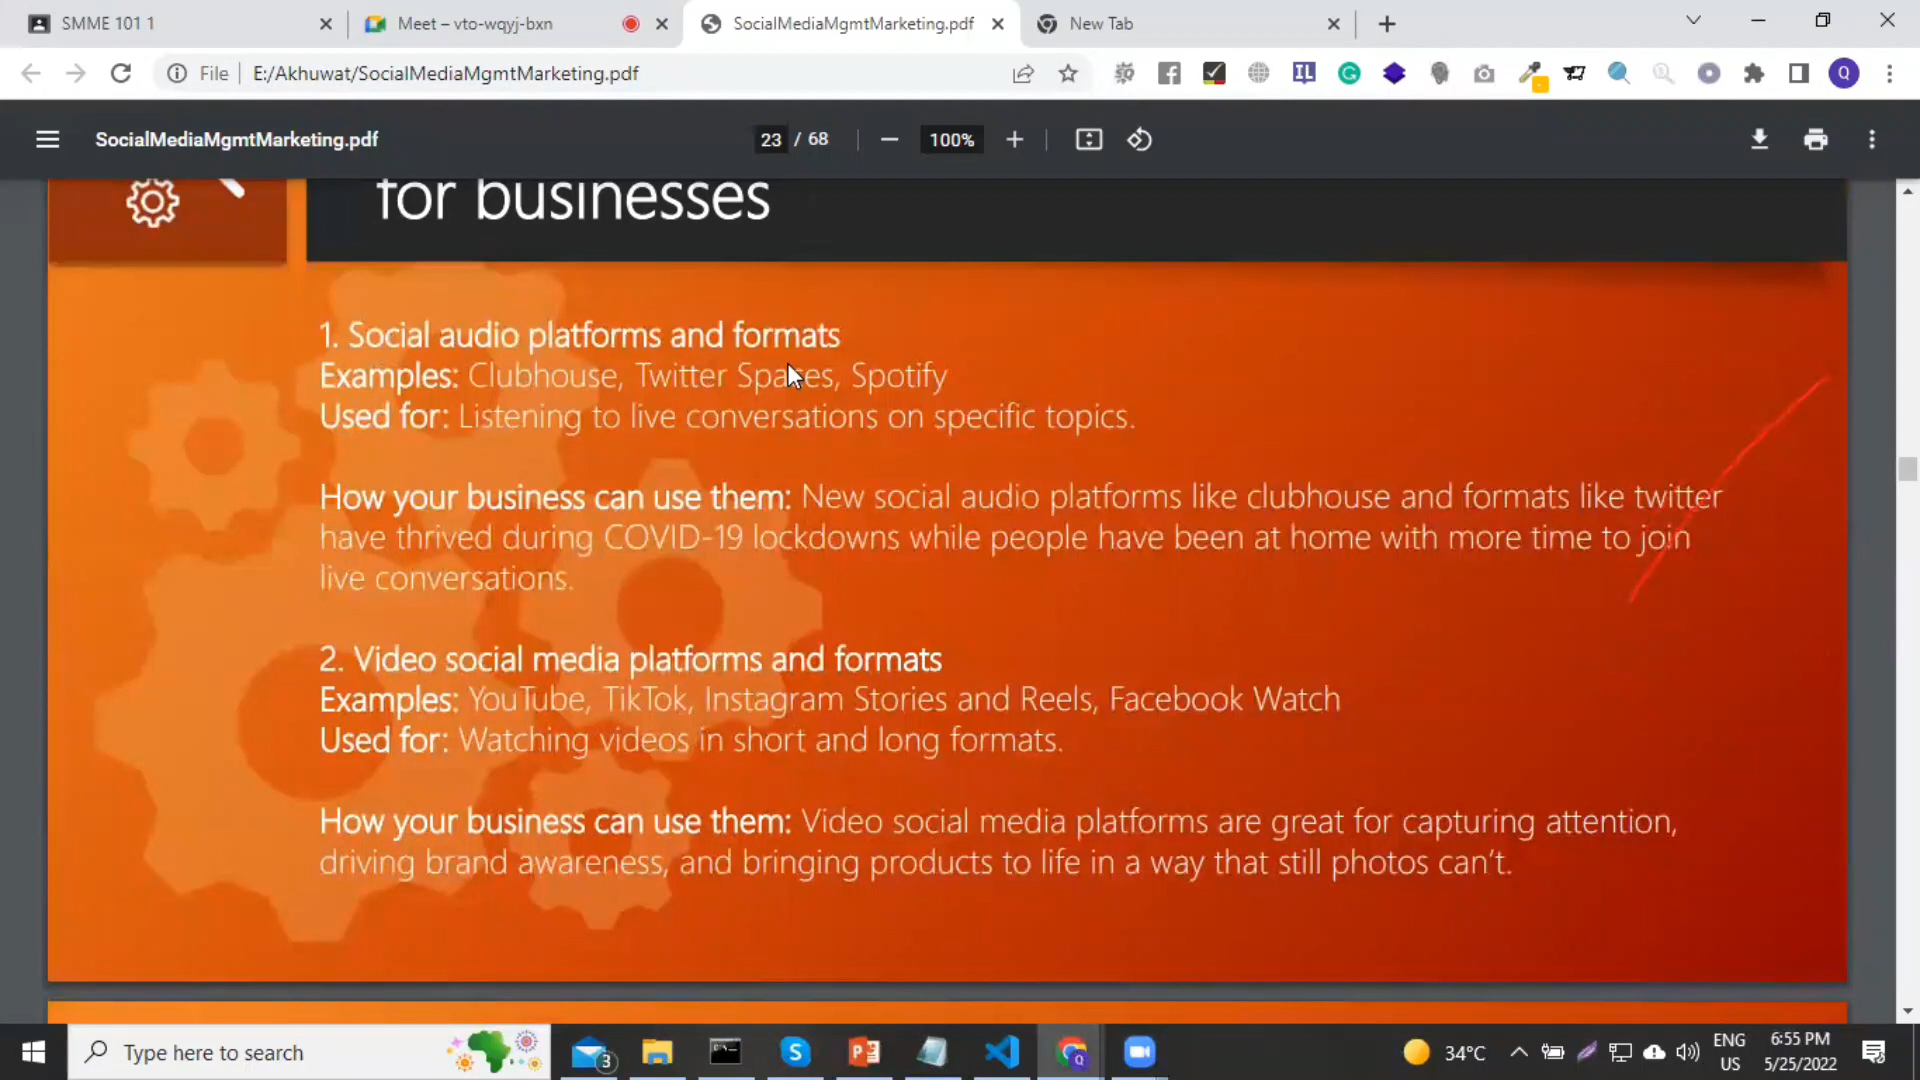 SMME 101 1
Meet – vto-wqyj-bxn
SocialMediaMgmtMarketing.pdf
New Tab
File
E:/Akhuwat/SocialMediaMgmtMarketing.pdf
IL
Q
SocialMediaMgmtMarketing.pdf
23 / 68
100%
for businesses
1. Social audio platforms and formats
Examples: Clubhouse, Twitter Spaces, Spotify
Used for: Listening to live conversations on specific topics.
How your business can use them: New social audio platforms like clubhouse and formats like twitter
have thrived during COVID-19 lockdowns while people have been at home with more time to join
live conversations.
2. Video social media platforms and formats
Examples: YouTube, TikTok, Instagram Stories and Reels, Facebook Watch
Used for: Watching videos in short and long formats.
How your business can use them: Video social media platforms are great for capturing attention,
driving brand awareness, and bringing products to life in a way that still photos can't.
Type here to search
3
34°C
ENG
US
6:55 PM
5/25/2022